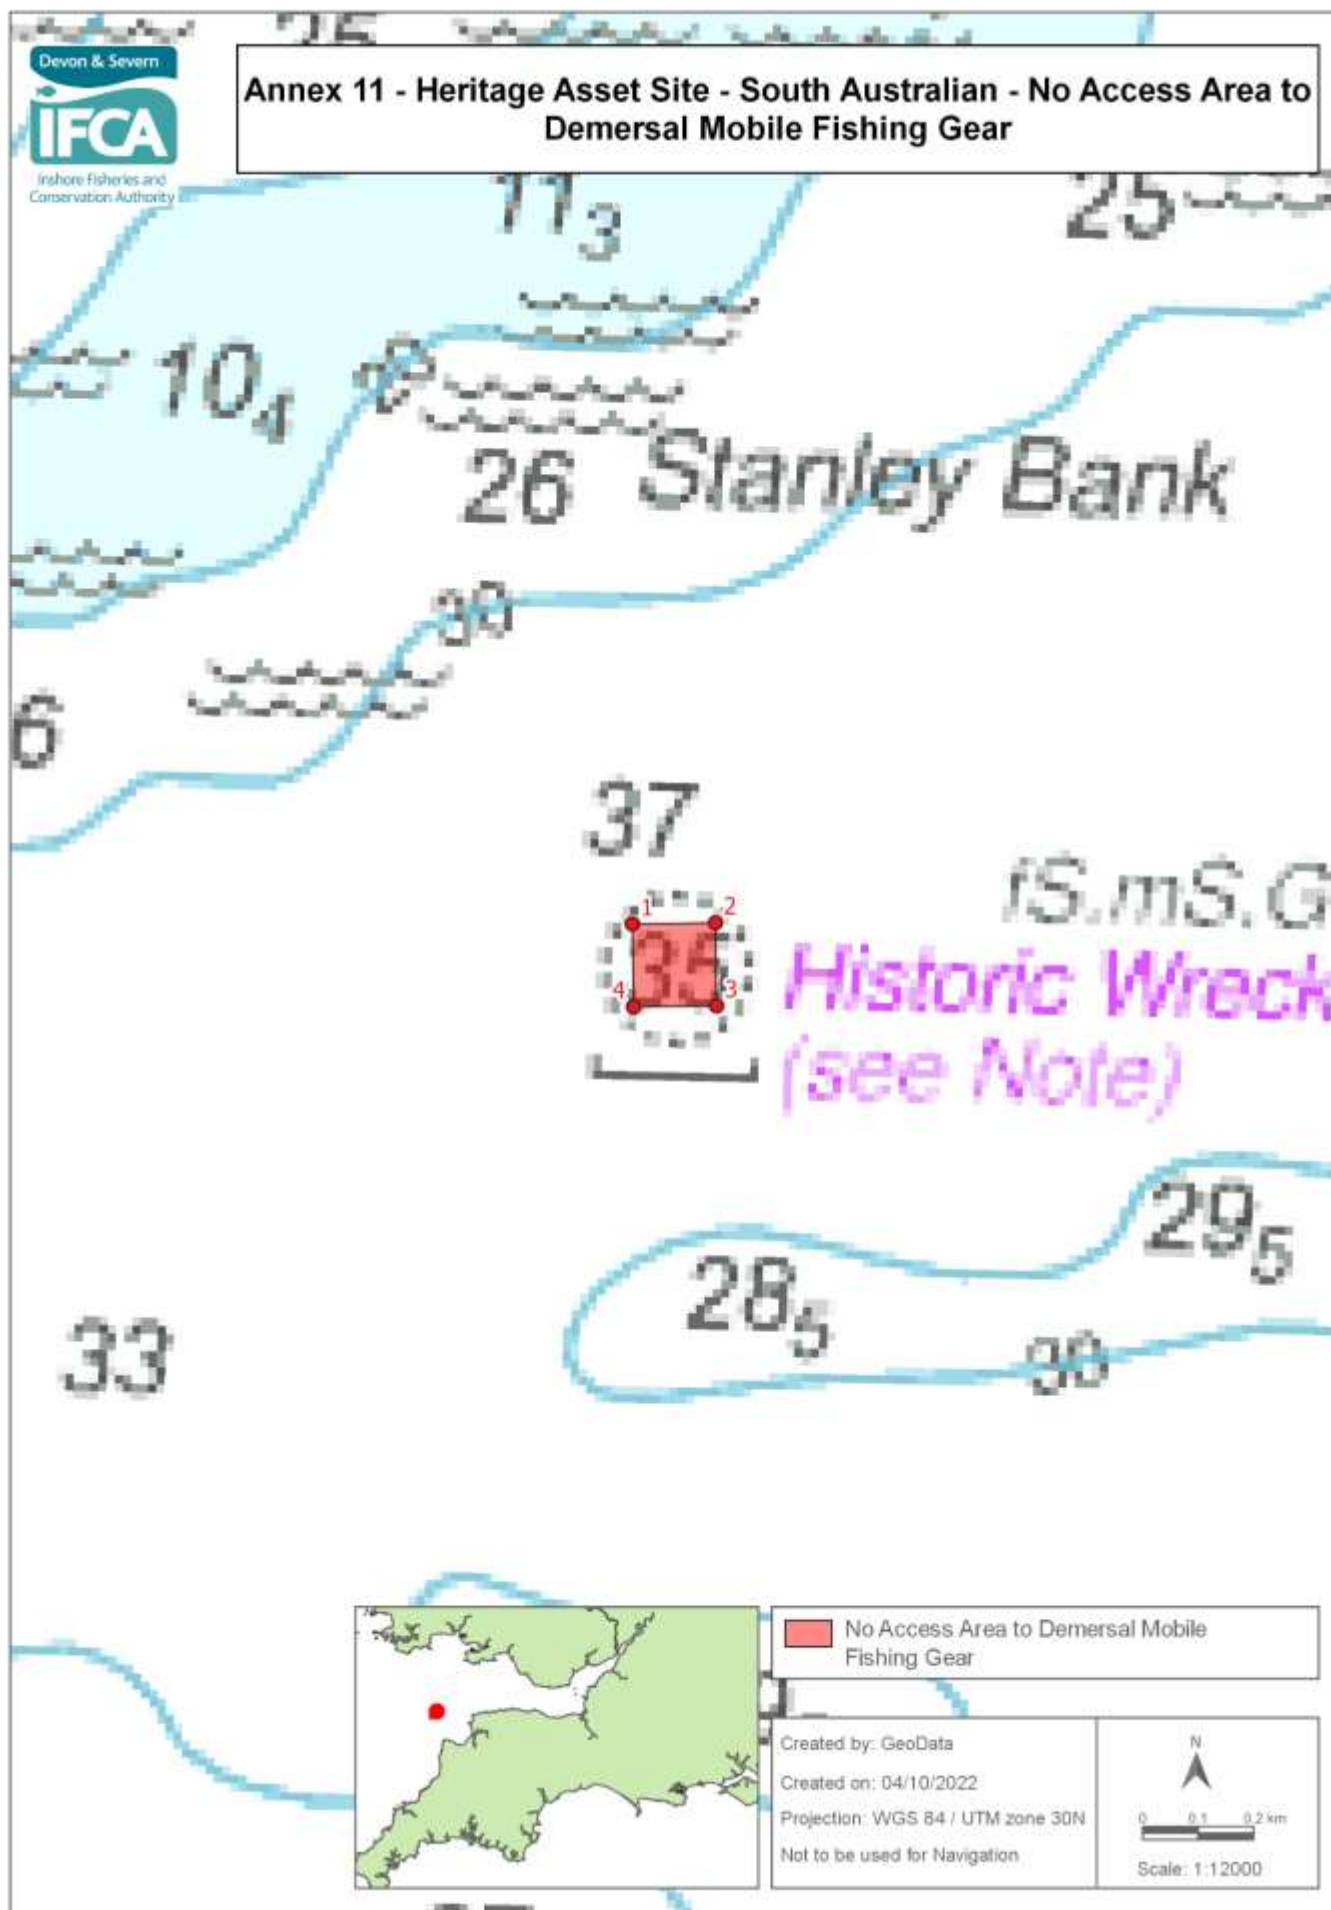 Devon & Severn
IFCA
Inshore Fisheries and
Conservation Authority
Annex 11 - Heritage Asset Site - South Australian - No Access Area to
Demersal Mobile Fishing Gear
11₃
25
10₄
20
26 Stanley Bank
30
6
37
fS.mS.G
1 2
35
4 3
Historic Wreck
(see Note)
29₅
28₅
33
30
No Access Area to Demersal Mobile
Fishing Gear
Created by: GeoData
Created on: 04/10/2022
Projection: WGS 84 / UTM zone 30N
Not to be used for Navigation
N
0 0.1 0.2 km
Scale: 1:12000